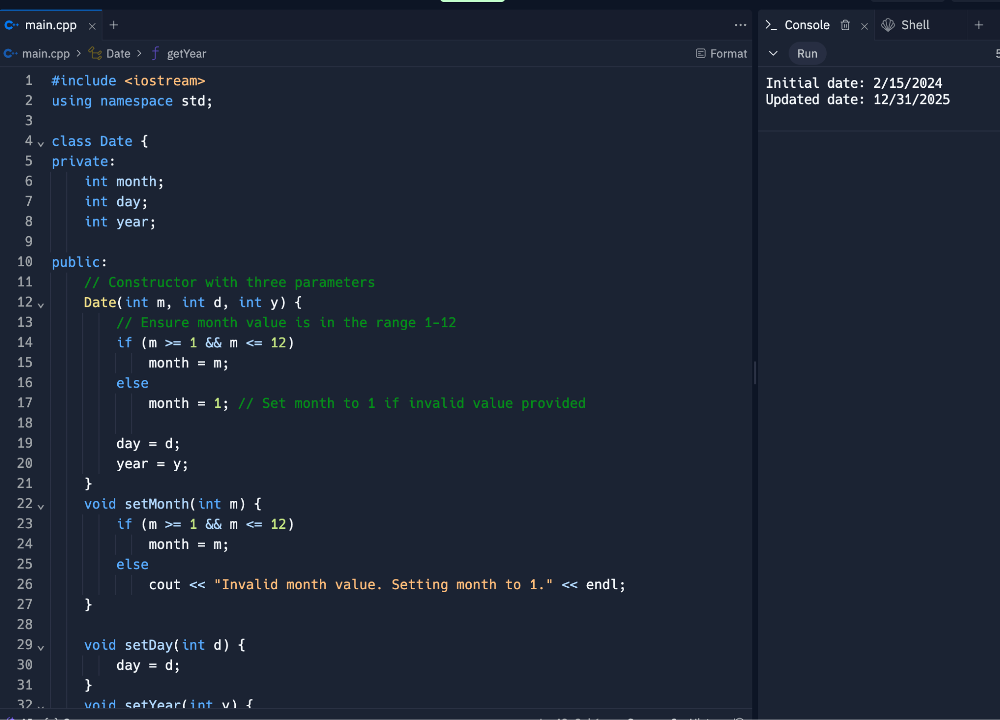 main.cpp
Console
Shell
main.cpp > Date > getYear
Format
Run
1 #include <iostream>
2 using namespace std;
3
4 class Date {
5 private:
6 int month;
7 int day;
8 int year;
9
10 public:
11 // Constructor with three parameters
12 Date(int m, int d, int y) {
13 // Ensure month value is in the range 1-12
14 if (m >= 1 && m <= 12)
15 month = m;
16 else
17 month = 1; // Set month to 1 if invalid value provided
18
19 day = d;
20 year = y;
21 }
22 void setMonth(int m) {
23 if (m >= 1 && m <= 12)
24 month = m;
25 else
26 cout << "Invalid month value. Setting month to 1." << endl;
27 }
28
29 void setDay(int d) {
30 day = d;
31 }
32 void setYear(int y) {
Initial date: 2/15/2024
Updated date: 12/31/2025